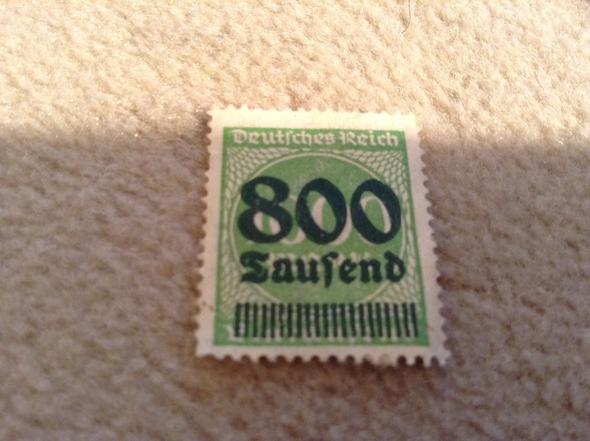 Deutſches Reich
800
Tauſend